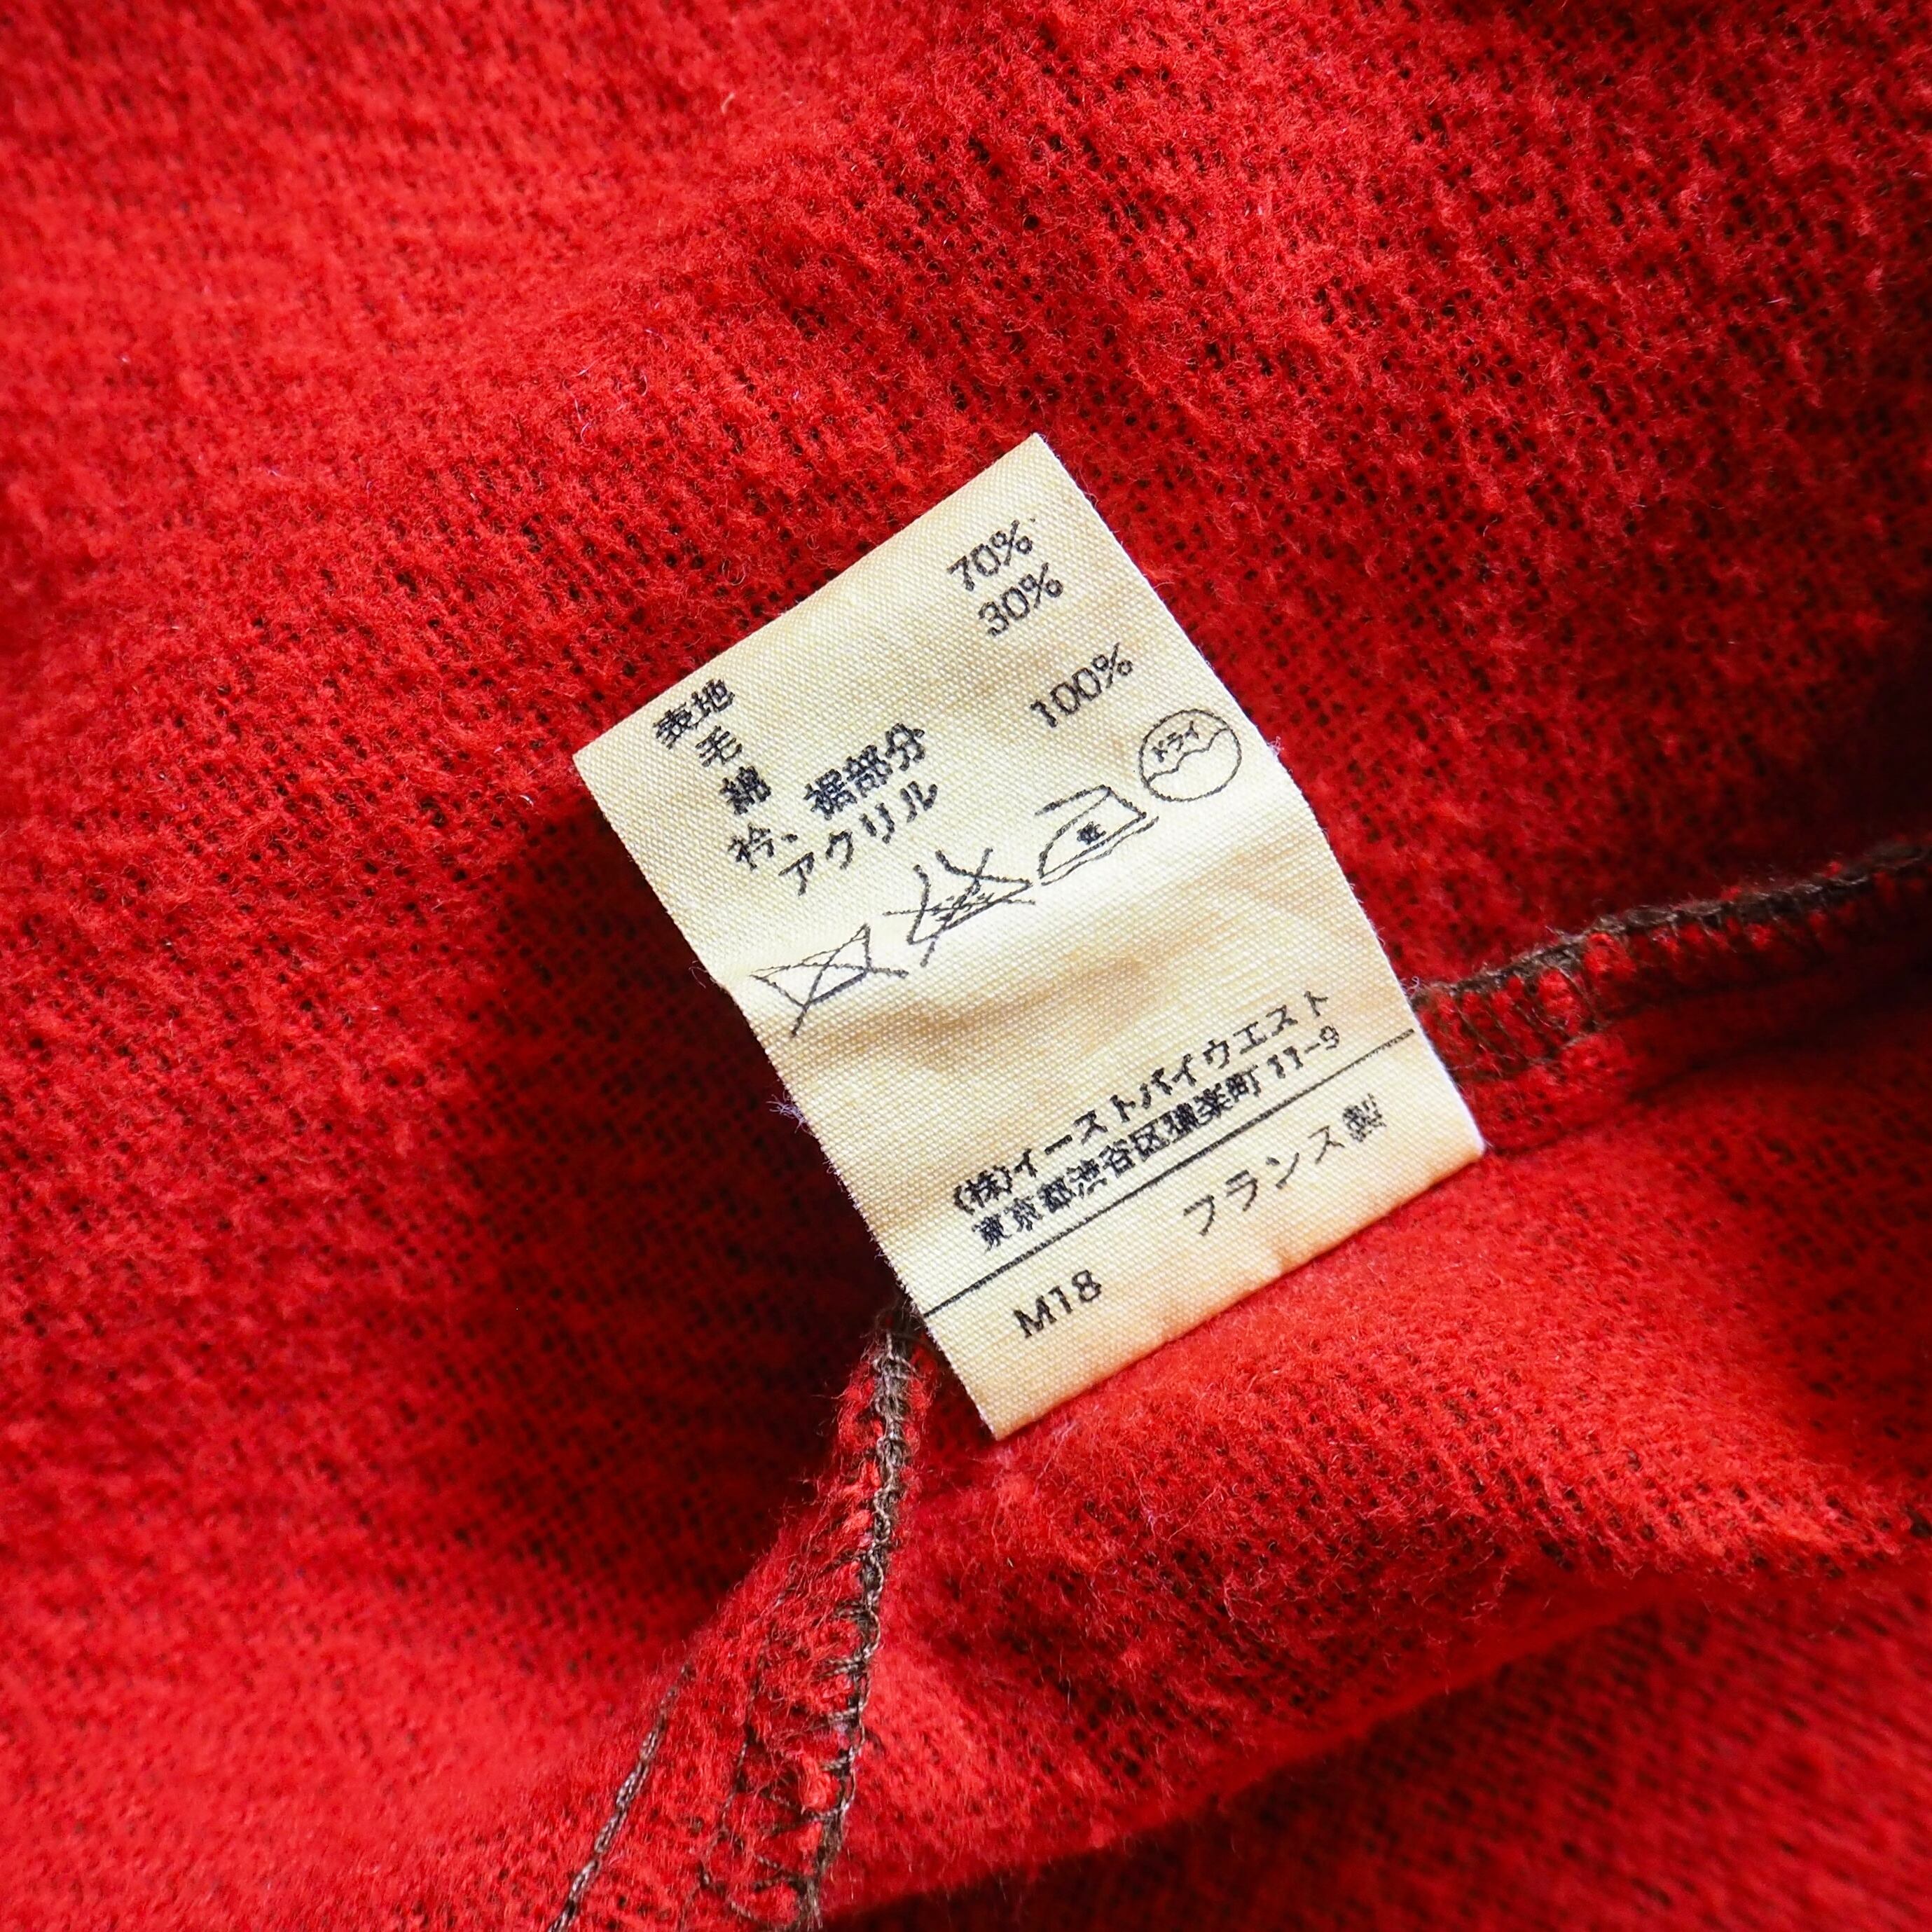 表地
毛 70%
綿 30%
衿、裾部分
アクリル 100%
ドライ
(株)イーストバイウエスト
東京都渋谷区猿楽町11-9
M18 フランス製